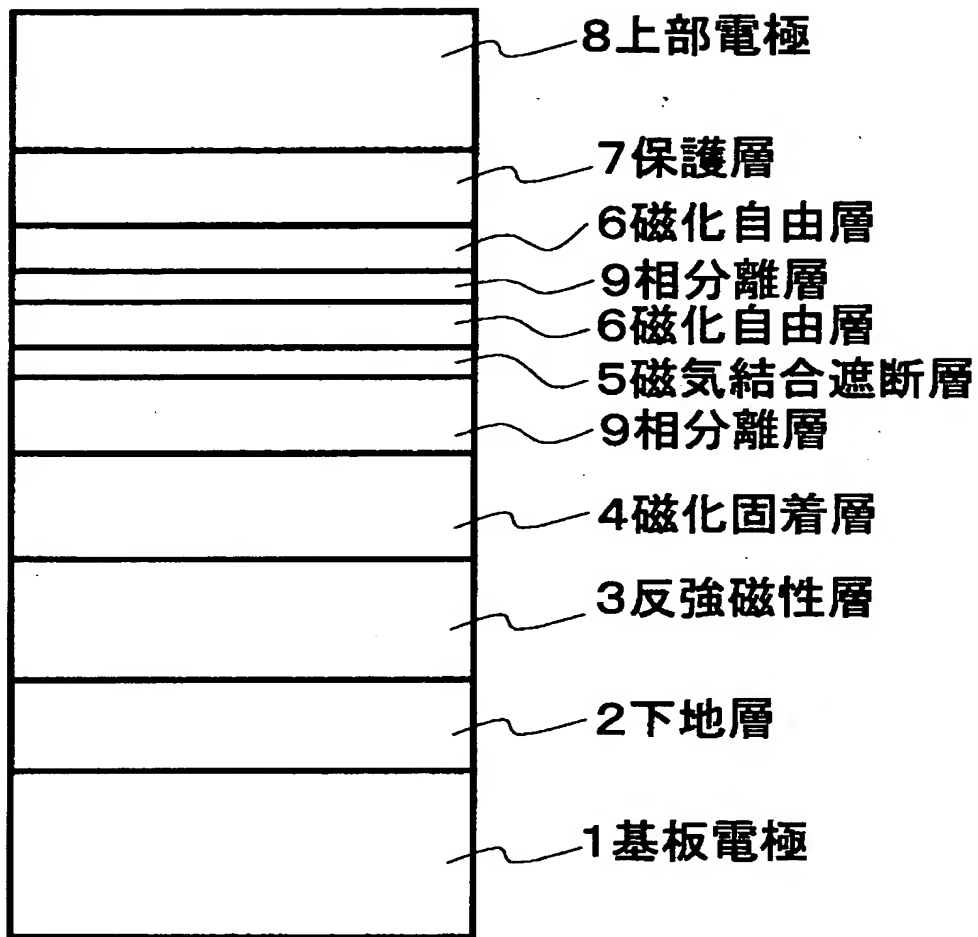 8上部電極
7保護層
6磁化自由層
9相分離層
6磁化自由層
5磁気結合遮断層
9相分離層
4磁化固着層
3反強磁性層
2下地層
1基板電極